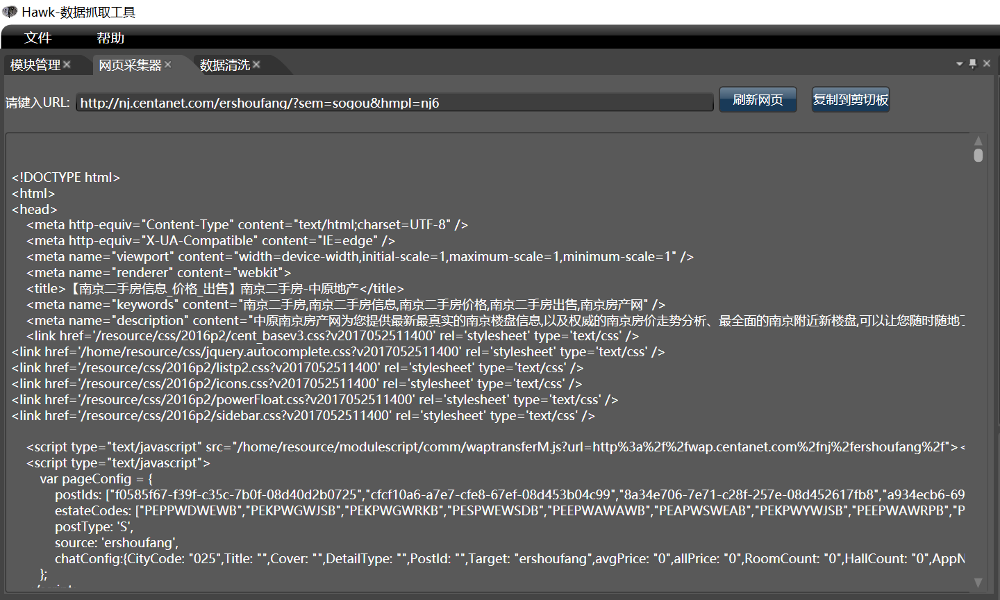 Hawk-数据抓取工具
文件 帮助
模块管理 网页采集器 数据清洗
请键入URL: http://nj.centanet.com/ershoufang/?sem=sogou&hmpl=nj6 刷新网页 复制到剪切板
<!DOCTYPE html>
<html>
<head>
<meta http-equiv="Content-Type" content="text/html;charset=UTF-8" />
<meta http-equiv="X-UA-Compatible" content="IE=edge" />
<meta name="viewport" content="width=device-width,initial-scale=1,maximum-scale=1,minimum-scale=1" />
<meta name="renderer" content="webkit">
<title>【南京二手房信息_价格_出售】南京二手房-中原地产</title>
<meta name="keywords" content="南京二手房,南京二手房信息,南京二手房价格,南京二手房出售,南京房产网" />
<meta name="description" content="中原南京房产网为您提供最新最真实的南京楼盘信息,以及权威的南京房价走势分析、最全面的南京附近新楼盘,可以让您随时随地
<link href='/resource/css/2016p2/cent_basev3.css?v2017052511400' rel='stylesheet' type='text/css' />
<link href='/home/resource/css/jquery.autocomplete.css?v2017052511400' rel='stylesheet' type='text/css' />
<link href='/resource/css/2016p2/listp2.css?v2017052511400' rel='stylesheet' type='text/css' />
<link href='/resource/css/2016p2/icons.css?v2017052511400' rel='stylesheet' type='text/css' />
<link href='/resource/css/2016p2/powerFloat.css?v2017052511400' rel='stylesheet' type='text/css' />
<link href='/resource/css/2016p2/sidebar.css?v2017052511400' rel='stylesheet' type='text/css' />
<script type="text/javascript" src="/home/resource/modulescript/comm/waptransferM.js?url=http%3a%2f%2fwap.centanet.com%2fnj%2fershoufang%2f"><
<script type="text/javascript">
var pageConfig = {
postIds: ["f0585f67-f39f-c35c-7b0f-08d40d2b0725","cfcf10a6-a7e7-cfe8-67ef-08d453b04c99","8a34e706-7e71-c28f-257e-08d452617fb8","a934ecb6-69
estateCodes: ["PEPPWDWEWB","PEKPWGWJSB","PEKPWGWRKB","PESPWEWSDB","PEEPWAWAWB","PEAPWSWEAB","PEKPWYWJSB","PEEPWAWRPB","P
postType: 'S',
source: 'ershoufang',
chatConfig:{CityCode: "025",Title: "",Cover: "",DetailType: "",PostId: "",Target: "ershoufang",avgPrice: "0",allPrice: "0",RoomCount: "0",HallCount: "0",AppN
};